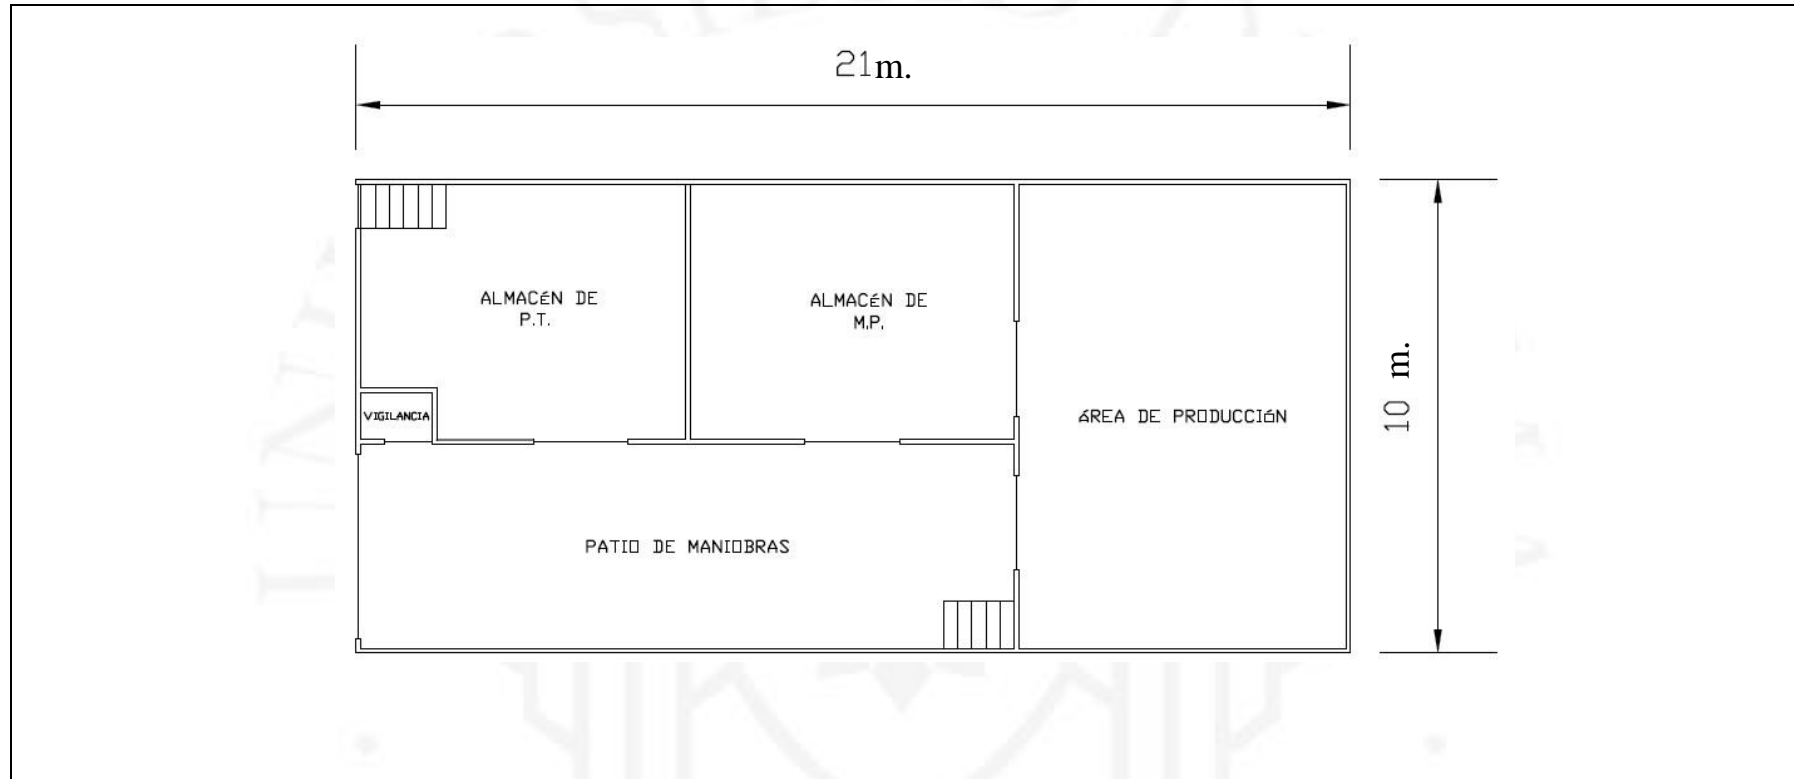 21m.
ALMACÉN DE
P.T.
ALMACÉN DE
M.P.
VIGILANCIA
ÁREA DE PRODUCCIÓN
10 m.
PATIO DE MANIOBRAS